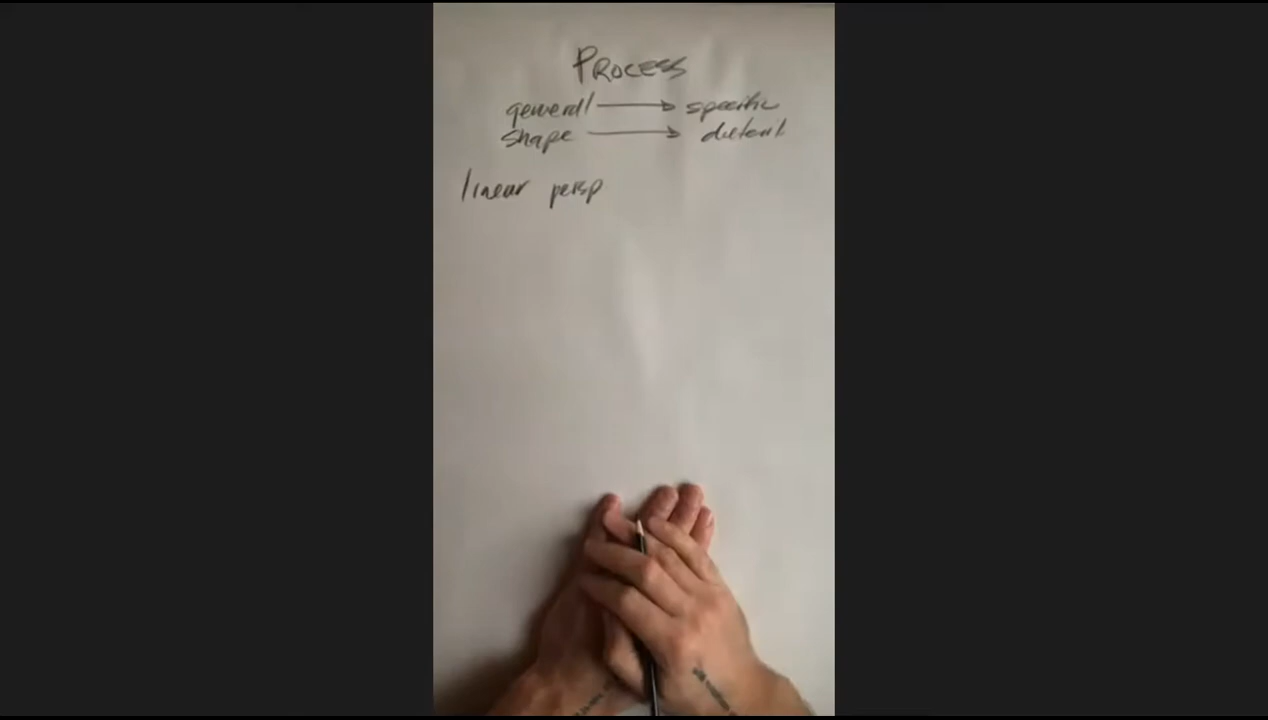 PROCESS
general → specific
shape → detail
linear persp